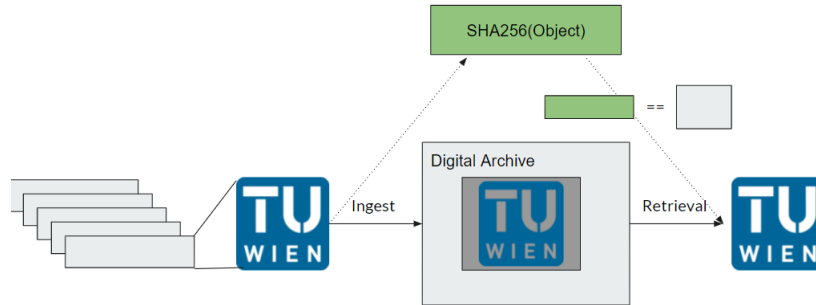 SHA256(Object)
==
Digital Archive
TU
WIEN
Ingest
TU
WIEN
Retrieval
TU
WIEN